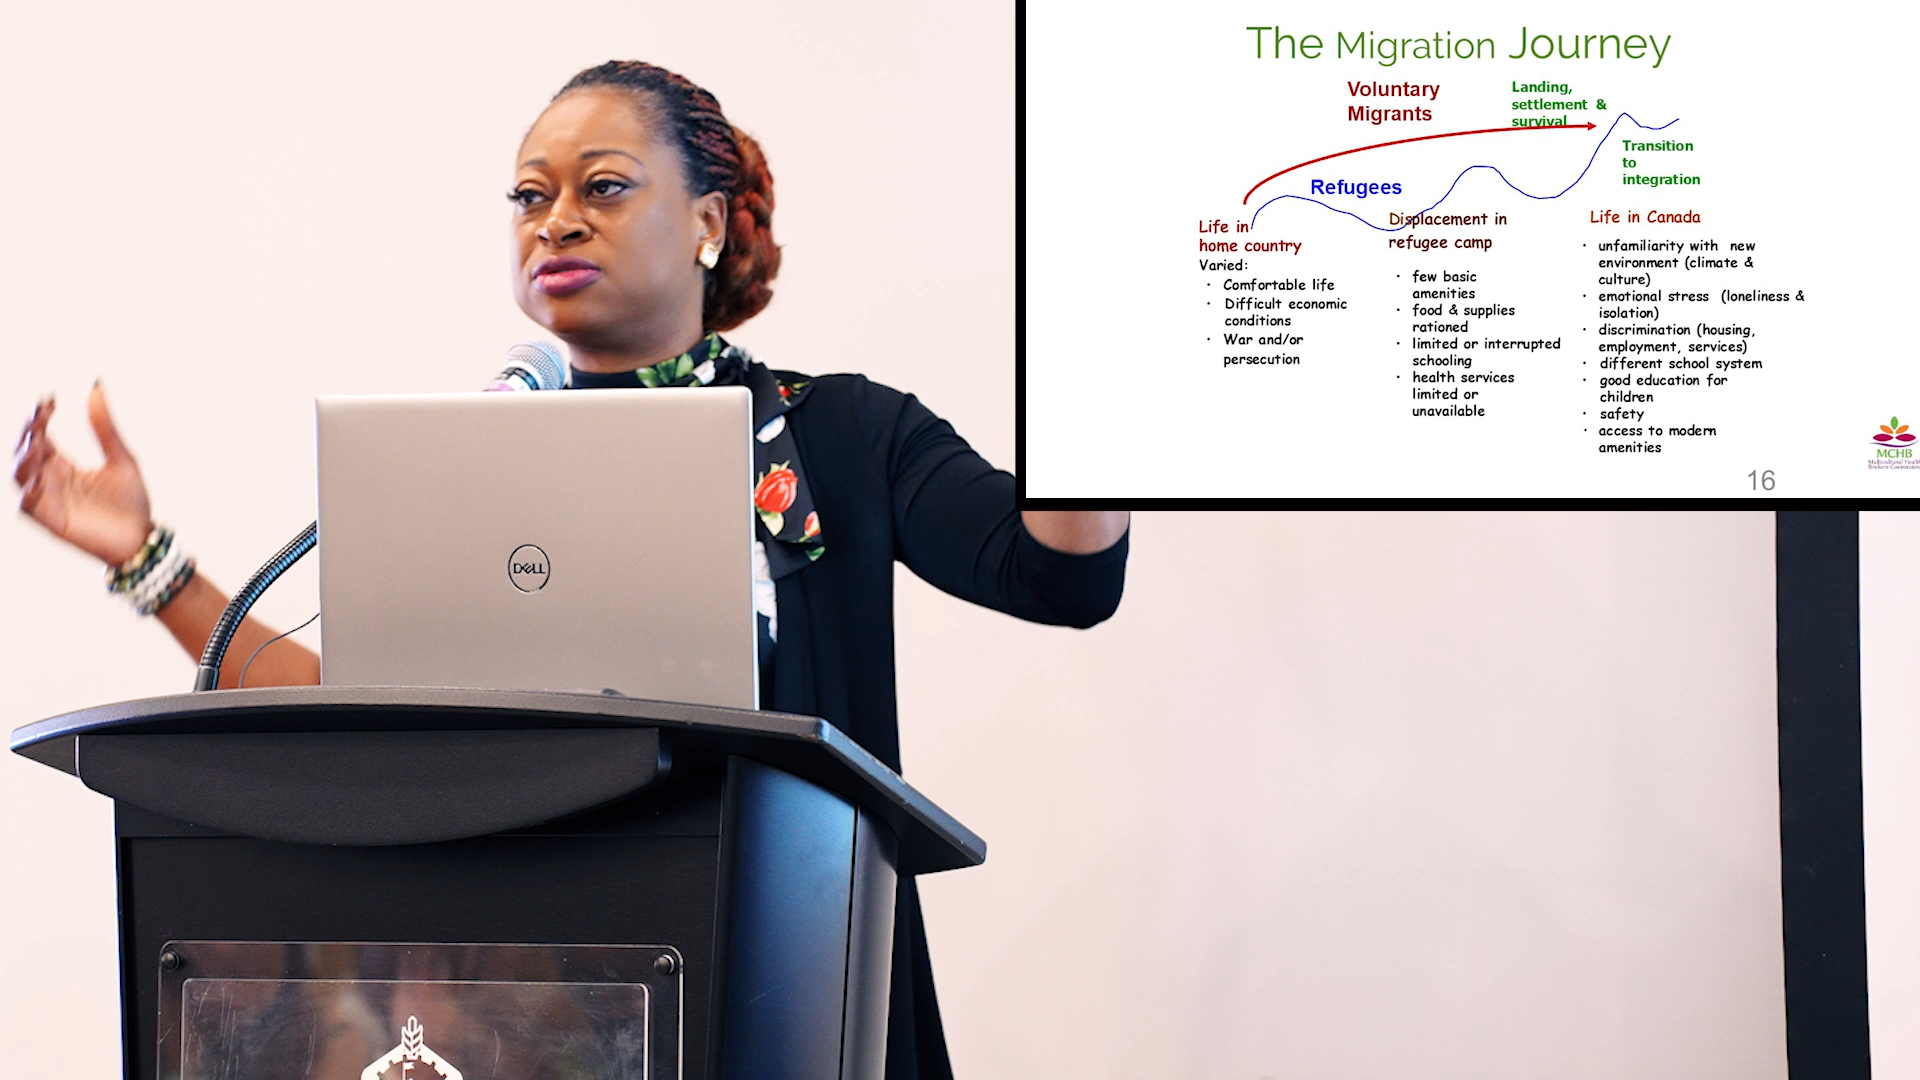 The Migration Journey
Voluntary
Migrants
Landing,
settlement &
survival
Transition
to
integration
Refugees
Life in
home country
Varied:
· Comfortable life
· Difficult economic
conditions
· War and/or
persecution
Displacement in
refugee camp
· few basic
amenities
· food & supplies
rationed
· limited or interrupted
schooling
· health services
limited or
unavailable
Life in Canada
· unfamiliarity with new
environment (climate &
culture)
· emotional stress (loneliness &
isolation)
· discrimination (housing,
employment, services)
· different school system
· good education for
children
· safety
· access to modern
amenities
MCHB
Multicultural Health
Brokers Cooperative
16
DELL